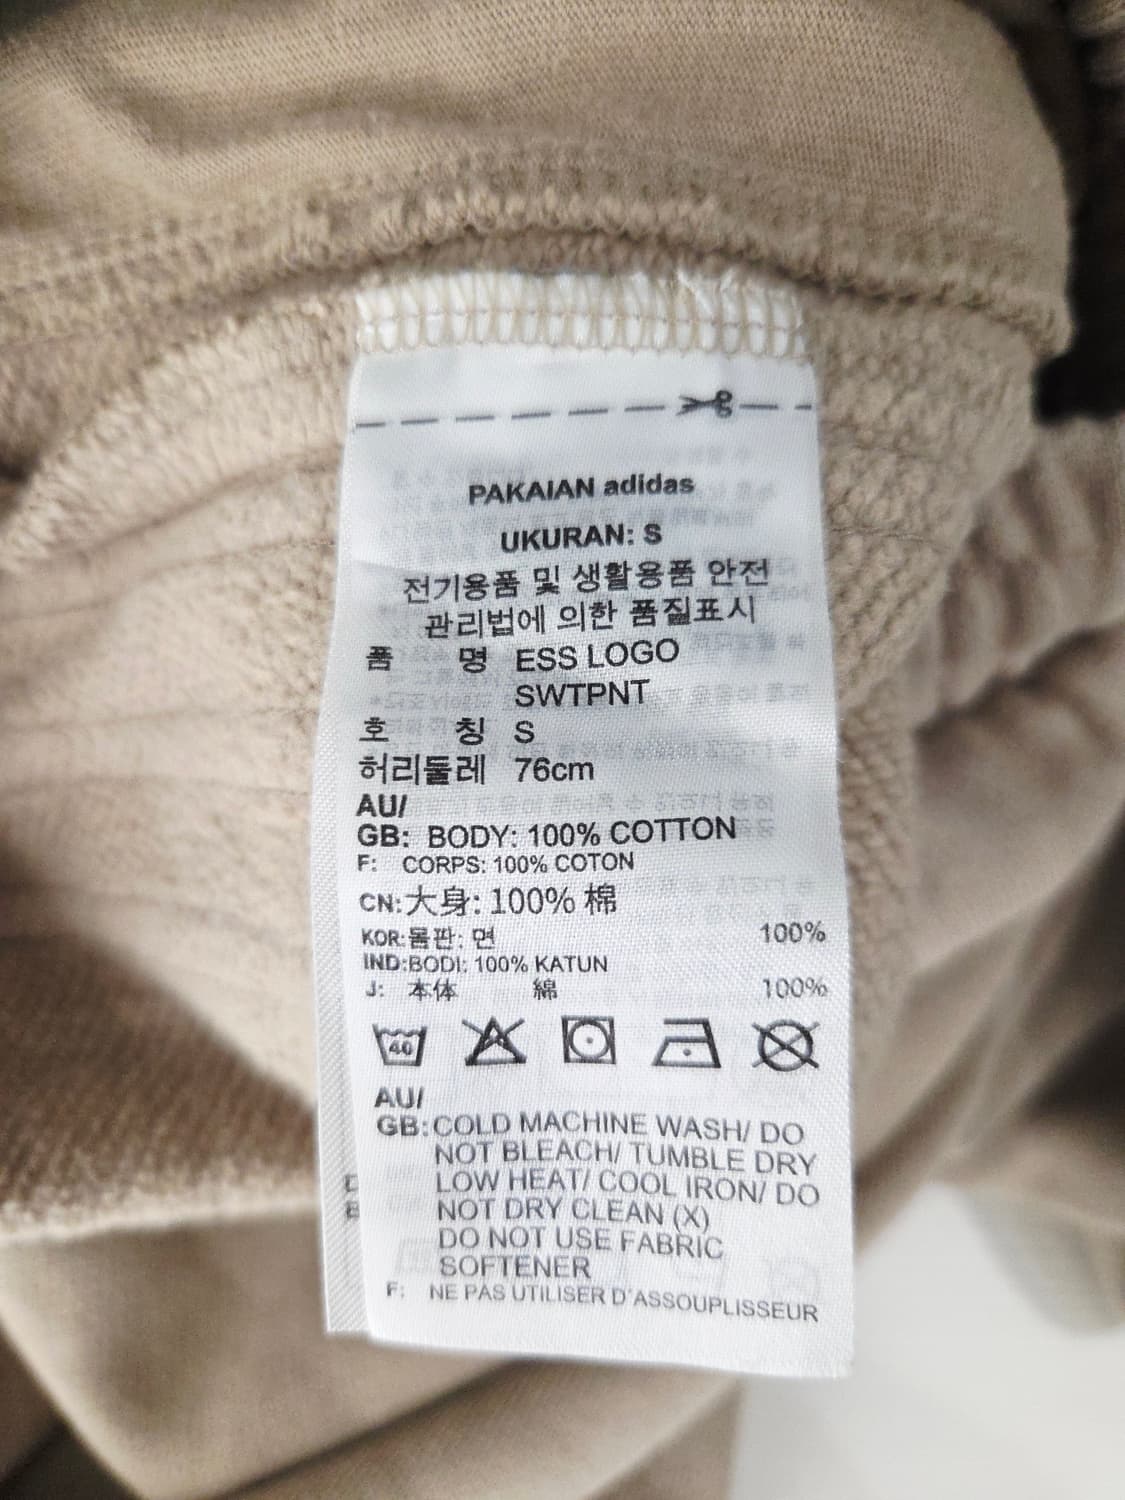 PAKAIAN adidas
UKURAN: S
전기용품 및 생활용품 안전
관리법에 의한 품질표시
품 명 ESS LOGO
SWTPNT
호 칭 S
허리둘레 76cm
AU/
GB: BODY: 100% COTTON
F: CORPS: 100% COTON
CN:大身: 100% 棉
KOR:몸판: 면 100%
IND:BODI: 100% KATUN
J: 本体 綿 100%
40
AU/
GB:COLD MACHINE WASH/ DO
NOT BLEACH/ TUMBLE DRY
LOW HEAT/ COOL IRON/ DO
NOT DRY CLEAN (X)
DO NOT USE FABRIC
SOFTENER
F: NE PAS UTILISER D'ASSOUPLISSEUR